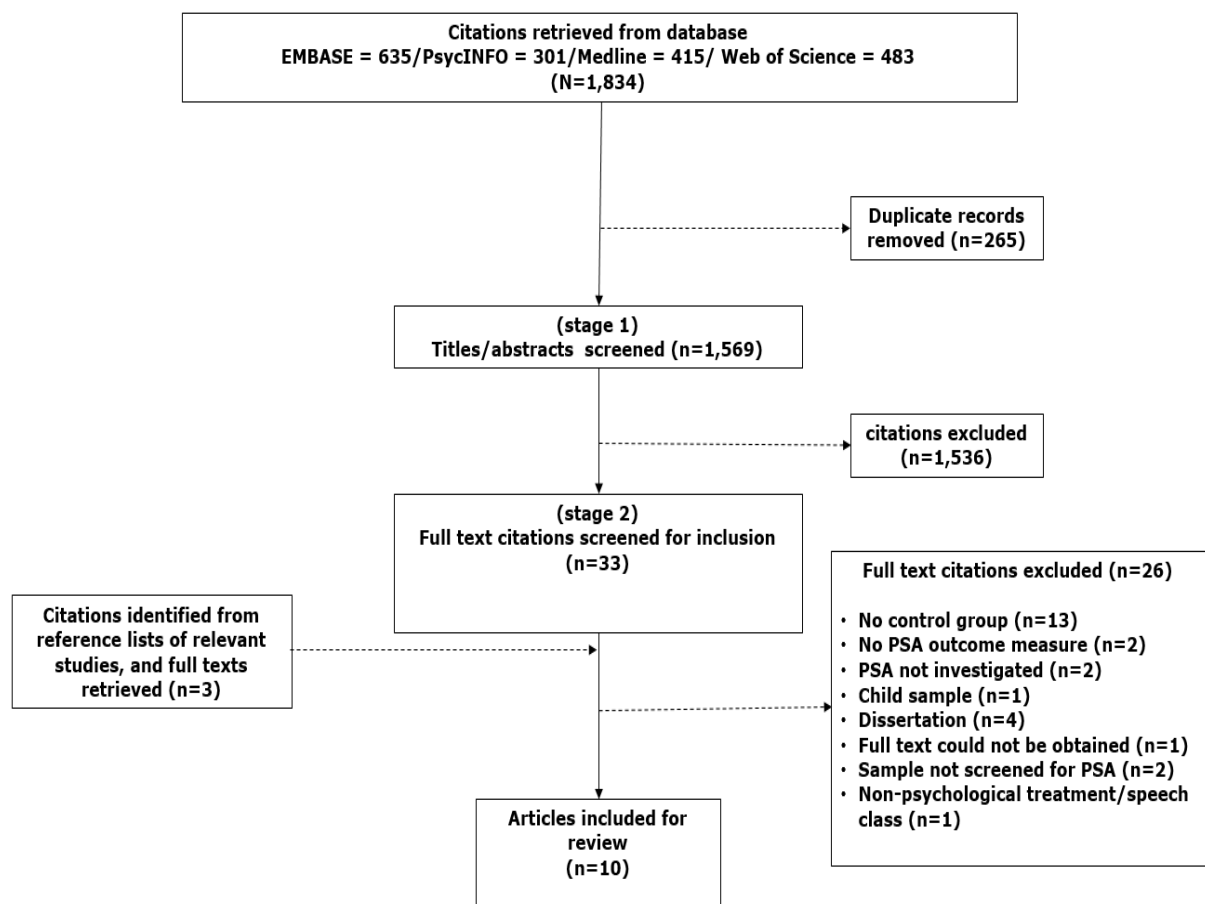 Citations retrieved from database
EMBASE = 635/PsycINFO = 301/Medline = 415/ Web of Science = 483
(N=1,834)
Duplicate records
removed (n=265)
(stage 1)
Titles/abstracts screened (n=1,569)
citations excluded
(n=1,536)
(stage 2)
Full text citations screened for inclusion
(n=33)
Citations identified from
reference lists of relevant
studies, and full texts
retrieved (n=3)
Full text citations excluded (n=26)
• No control group (n=13)
• No PSA outcome measure (n=2)
• PSA not investigated (n=2)
• Child sample (n=1)
• Dissertation (n=4)
• Full text could not be obtained (n=1)
• Sample not screened for PSA (n=2)
• Non-psychological treatment/speech
class (n=1)
Articles included for
review
(n=10)